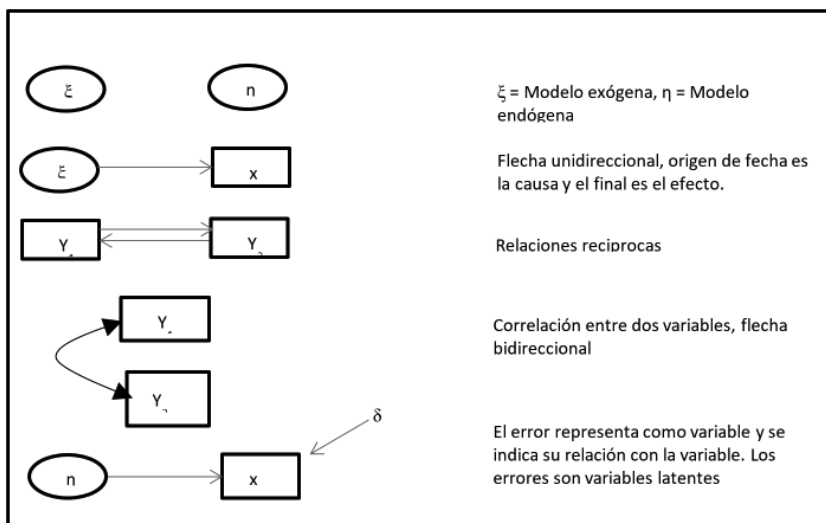 ξ n
ξ = Modelo exógena, η = Modelo
endógena
ξ x
Flecha unidireccional, origen de fecha es
la causa y el final es el efecto.
Y Y
Relaciones reciprocas
Y
Correlación entre dos variables, flecha
bidireccional
Y
δ
El error representa como variable y se
indica su relación con la variable. Los
errores son variables latentes
n x